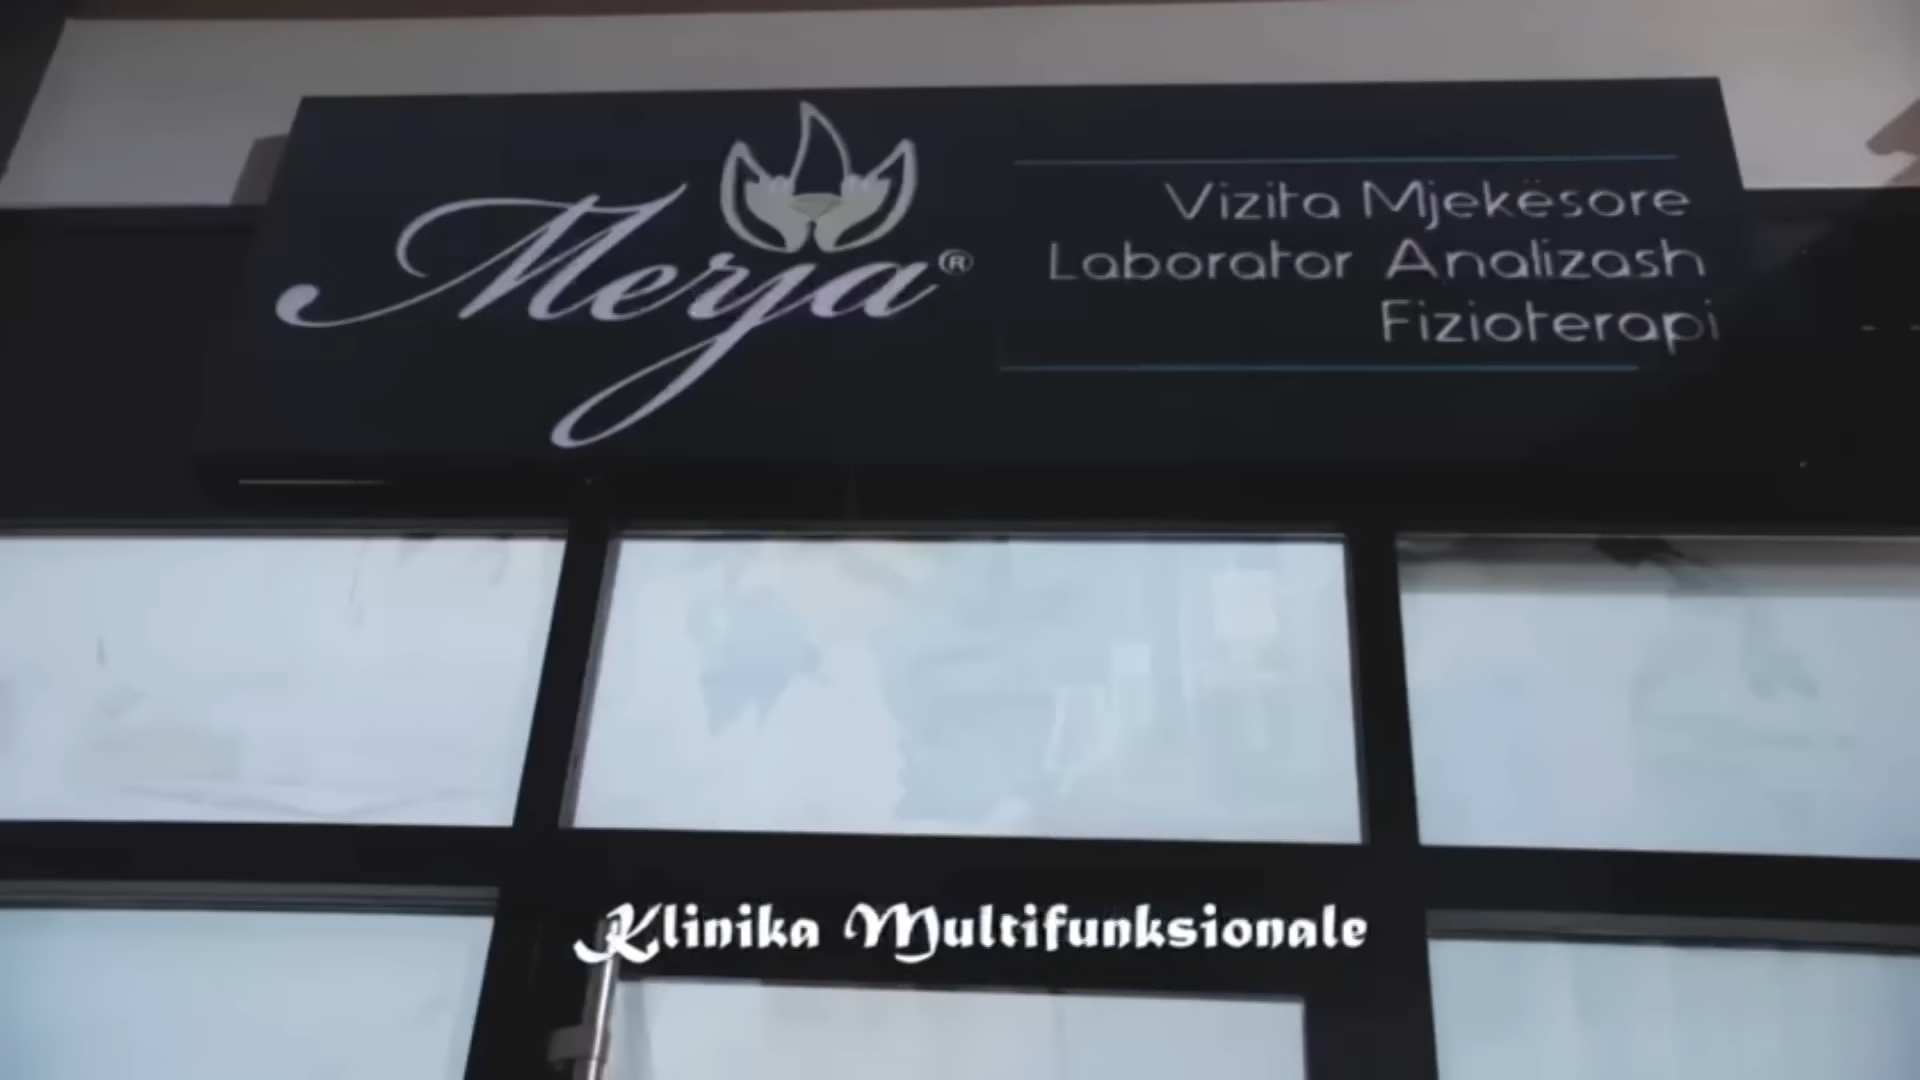 Merja®
Vizita Mjekësore
Laborator Analizash
Fizioterapi
Klinika Multifunksionale